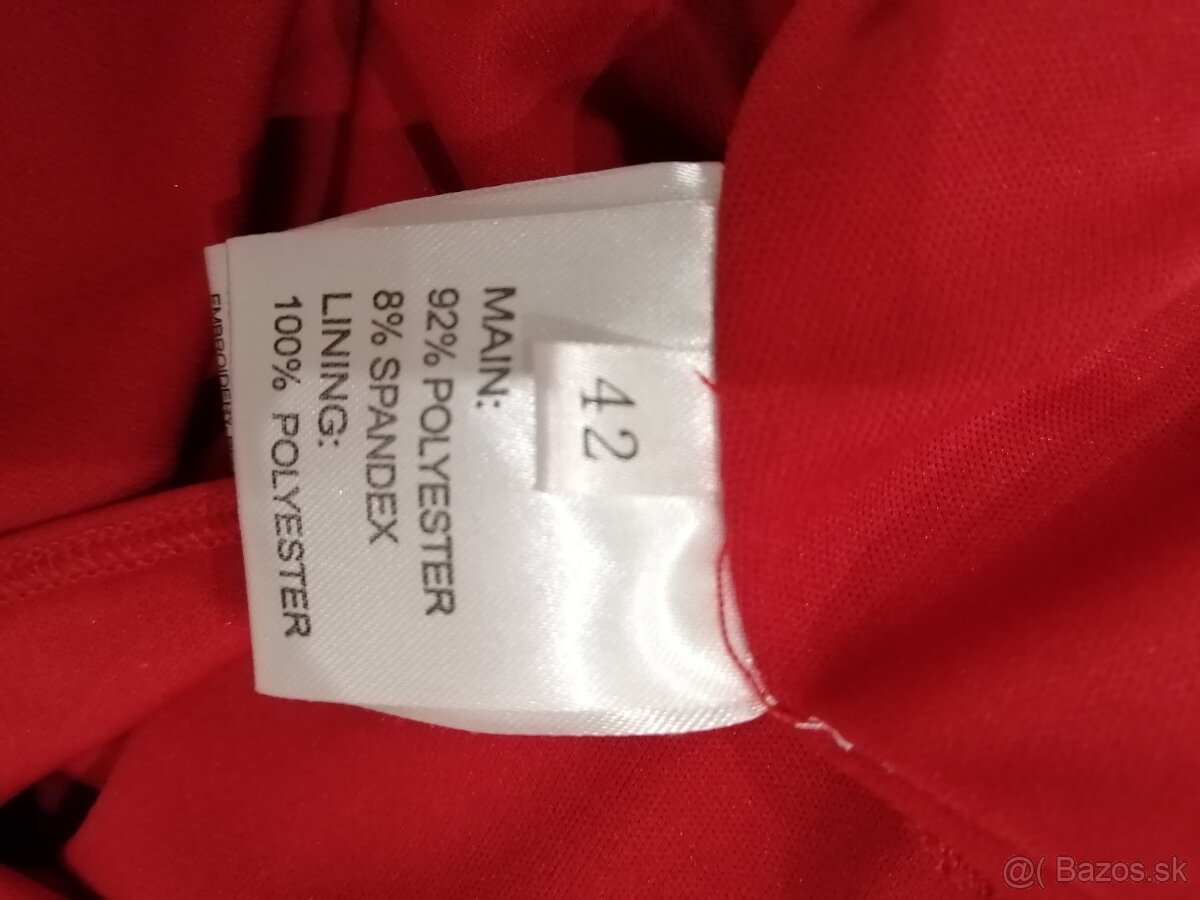 42
MAIN:
92% POLYESTER
8% SPANDEX
LINING:
100% POLYESTER
@( Bazos.sk